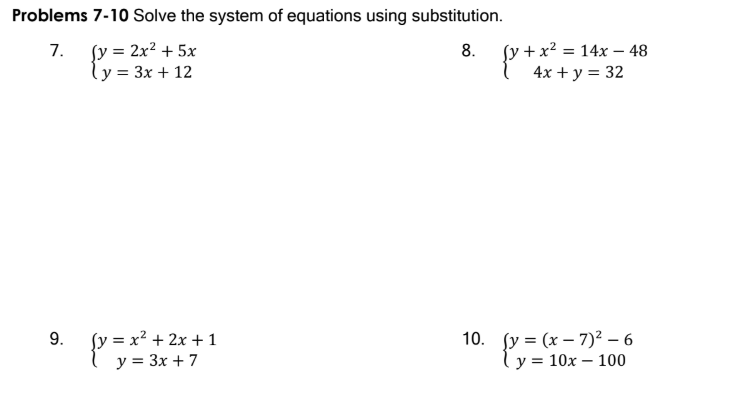 Problems 7-10 Solve the system of equations using substitution.
7. {y = 2x² + 5x
y = 3x + 12
8. {y + x² = 14x − 48
4x + y = 32
9. {y = x² + 2x + 1
y = 3x + 7
10. {y = (x − 7)² − 6
y = 10x − 100